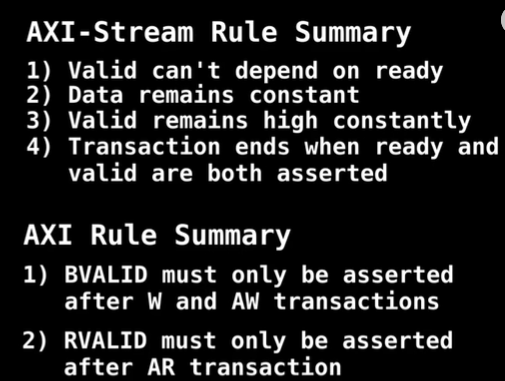 AXI-Stream Rule Summary
1) Valid can't depend on ready
2) Data remains constant
3) Valid remains high constantly
4) Transaction ends when ready and
valid are both asserted
AXI Rule Summary
1) BVALID must only be asserted
after W and AW transactions
2) RVALID must only be asserted
after AR transaction